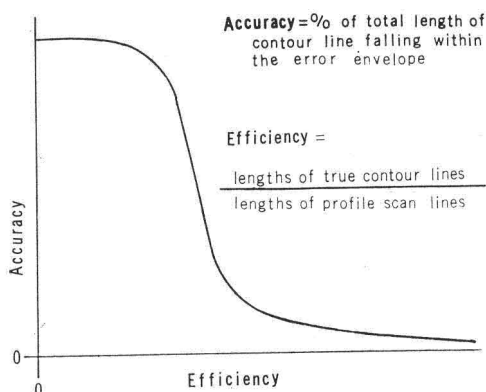 Accuracy=% of total length of
contour line falling within
the error envelope
Efficiency =
lengths of true contour lines
lengths of profile scan lines
Accuracy
0
0
Efficiency